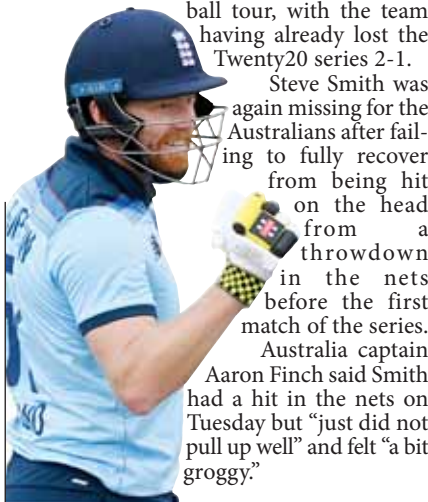 ball tour, with the team
having already lost the
Twenty20 series 2-1.
Steve Smith was
again missing for the
Australians after fail-
ing to fully recover
from being hit
on the head
from a
throwdown
in the nets
before the first
match of the series.
Australia captain
Aaron Finch said Smith
had a hit in the nets on
Tuesday but “just did not
pull up well” and felt “a bit
groggy.”